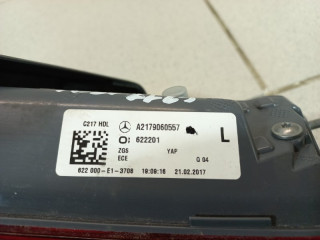 C217 HDL
A2179060557
622201
L
ZGS YAP
ECE G 04
622 000-E1-3708 19:09:16 21.02.2017